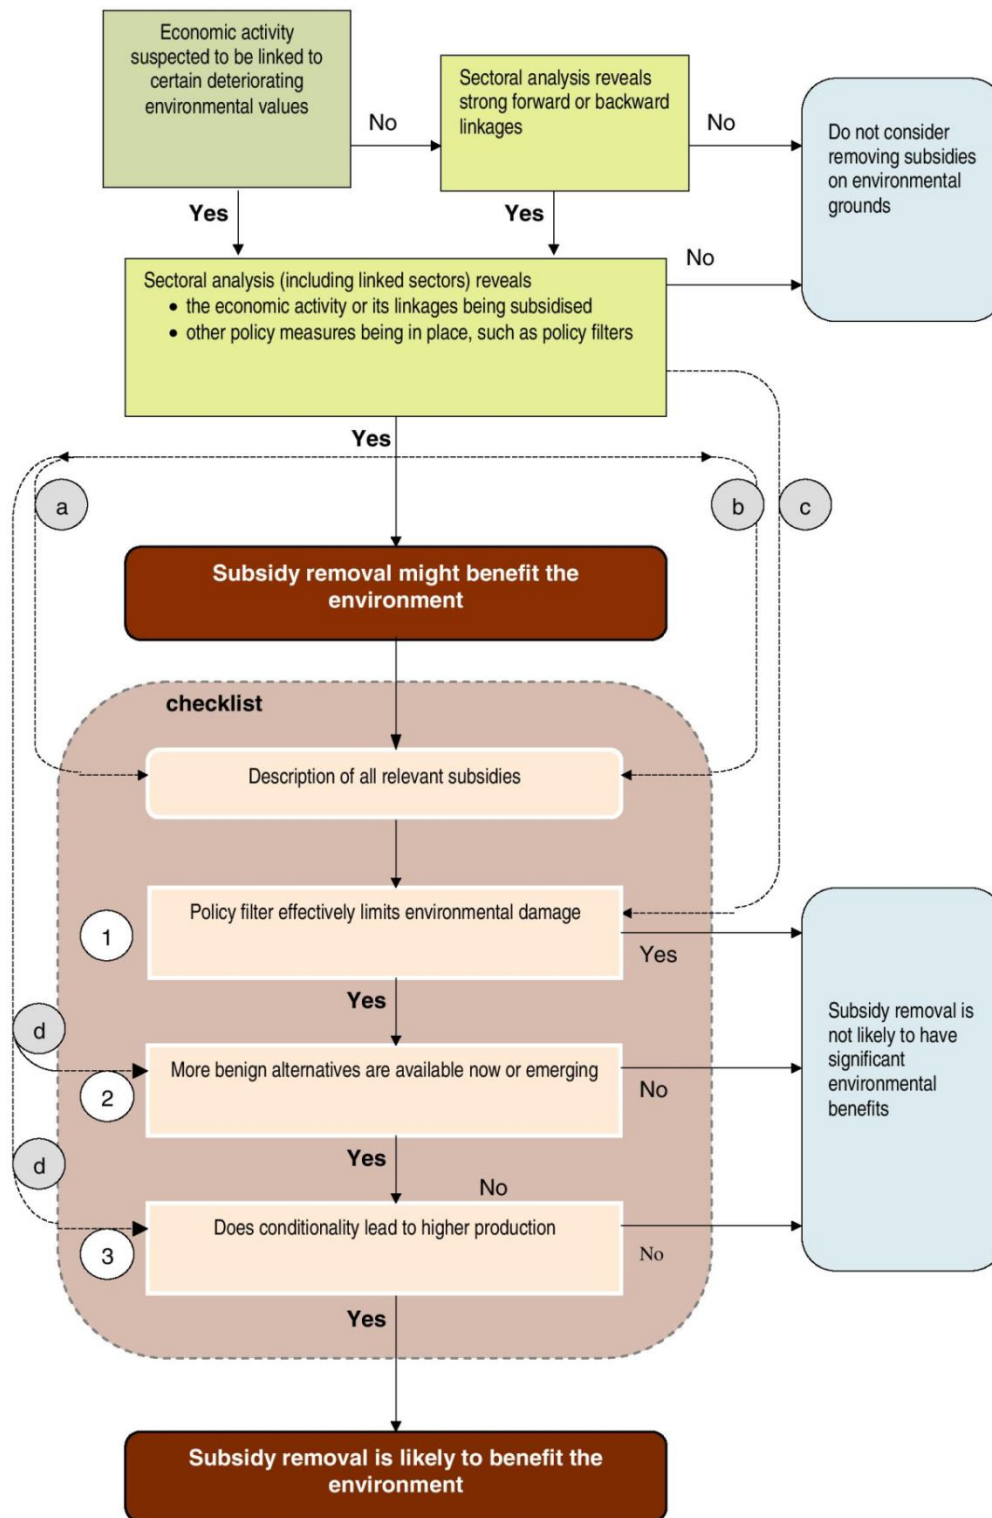 Economic activity
suspected to be linked to
certain deteriorating
environmental values
No
Sectoral analysis reveals
strong forward or backward
linkages
No
Do not consider
removing subsidies
on environmental
grounds
Yes
Yes
Sectoral analysis (including linked sectors) reveals
• the economic activity or its linkages being subsidised
• other policy measures being in place, such as policy filters
No
Yes
a
b
c
Subsidy removal might benefit the
environment
checklist
Description of all relevant subsidies
1
Policy filter effectively limits environmental damage
Yes
Yes
Subsidy removal is
not likely to have
significant
environmental
benefits
d
2
More benign alternatives are available now or emerging
No
Yes
d
No
3
Does conditionality lead to higher production
No
Yes
Subsidy removal is likely to benefit the
environment